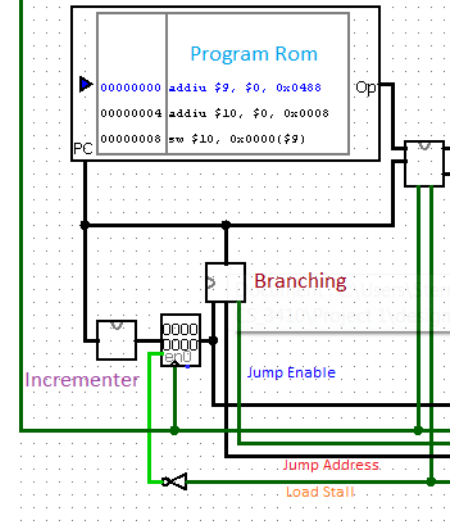 Program Rom
00000000 addiu $9, $0, 0x0488
00000004 addiu $10, $0, 0x0008
00000008 sw $10, 0x0000($9)
Op
PC
Branching
0000
0000
en0
Incrementer
Jump Enable
Jump Address
Load Stall